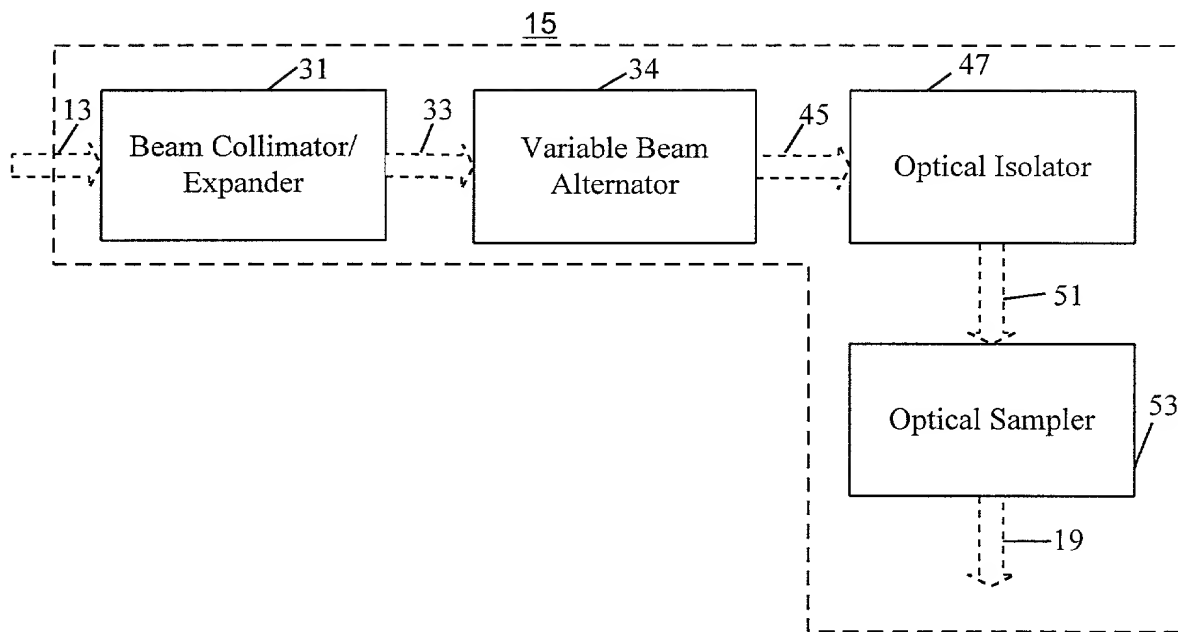 15
31
34
47
13
33
45
Beam Collimator/
Expander
Variable Beam
Alternator
Optical Isolator
51
Optical Sampler
53
19